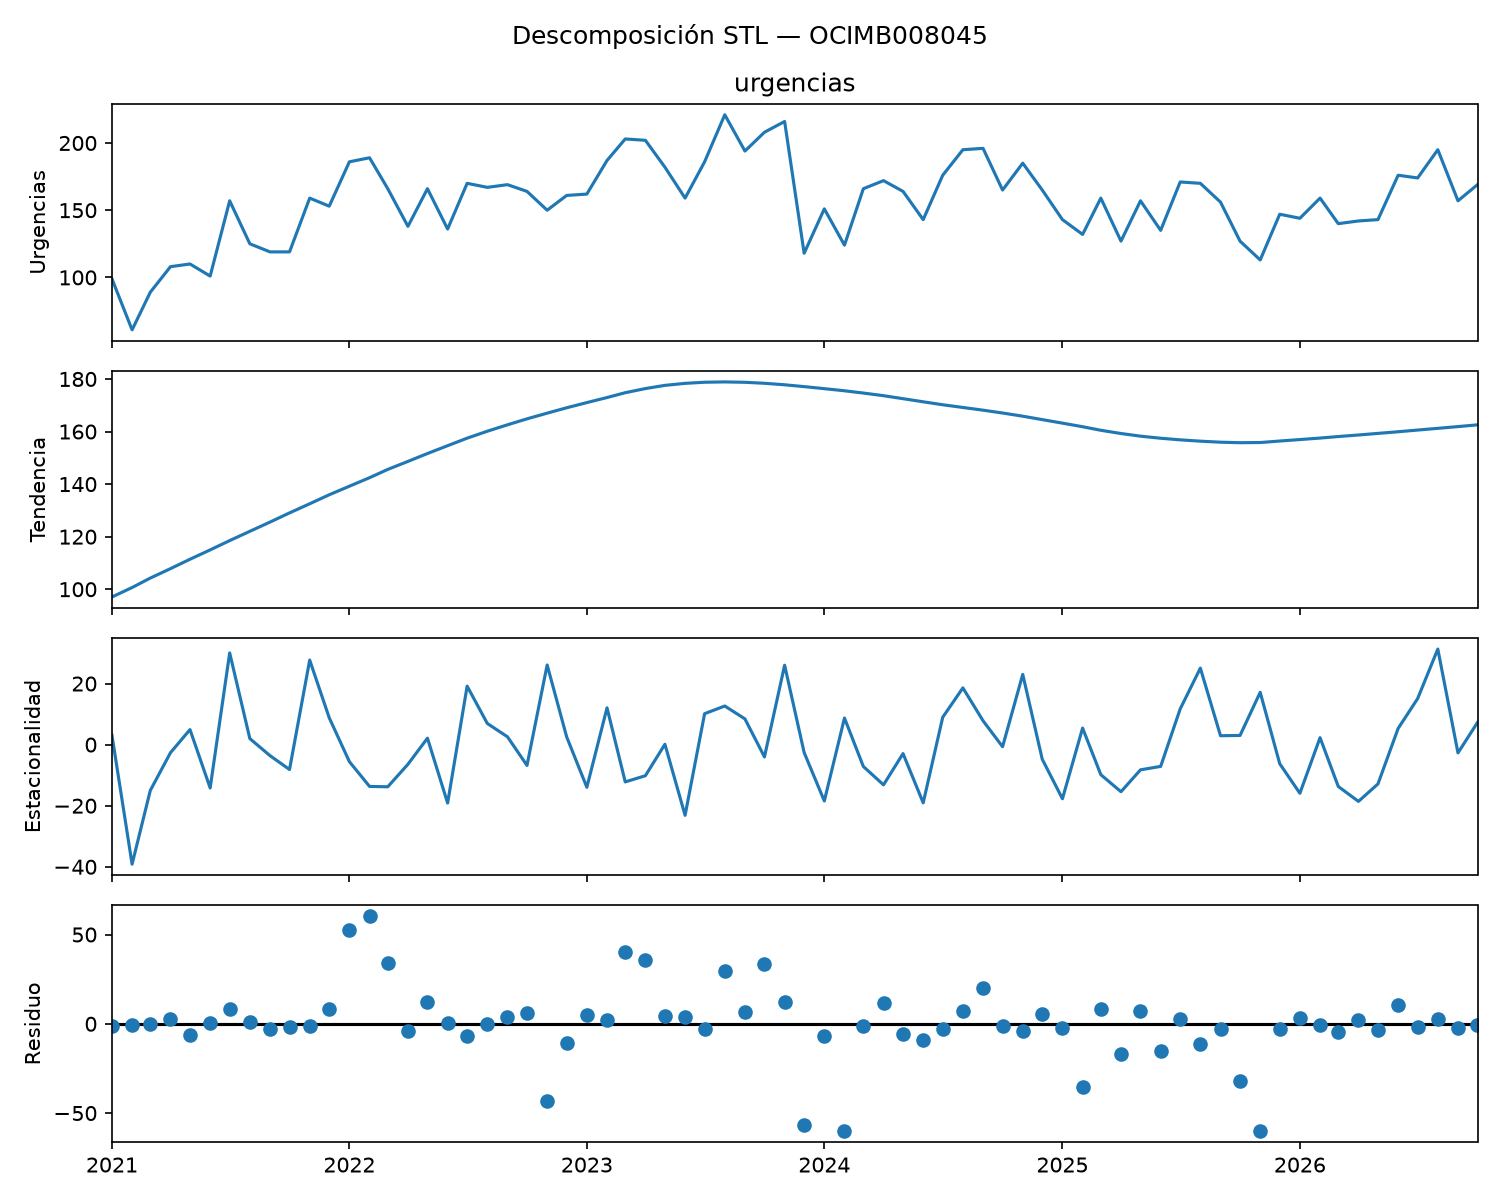 Descomposición STL — OCIMB008045
urgencias
Urgencias
200
150
100
Tendencia
180
160
140
120
100
Estacionalidad
20
0
−20
−40
Residuo
50
0
−50
2021 2022 2023 2024 2025 2026